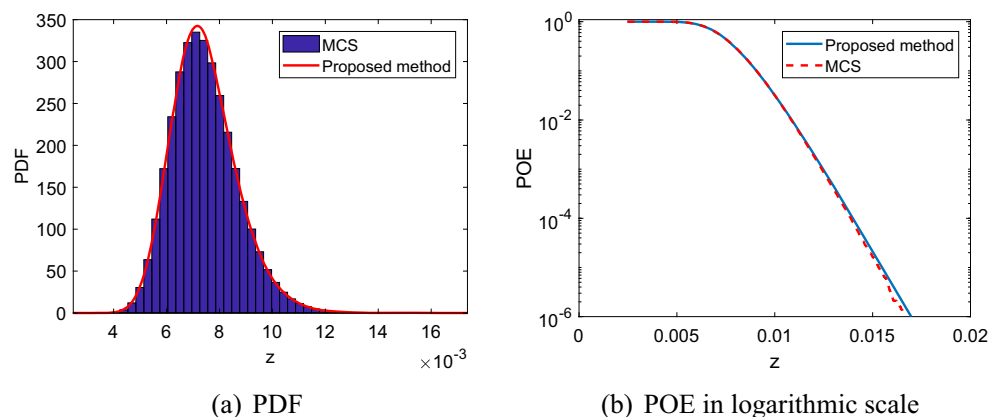 350
300
250
200
150
100
50
0
PDF
4
6
8
10
12
14
16
z
×10-3
MCS
Proposed method
(a) PDF
100
10-2
10-4
10-6
POE
0
0.005
0.01
0.015
0.02
z
Proposed method
MCS
(b) POE in logarithmic scale